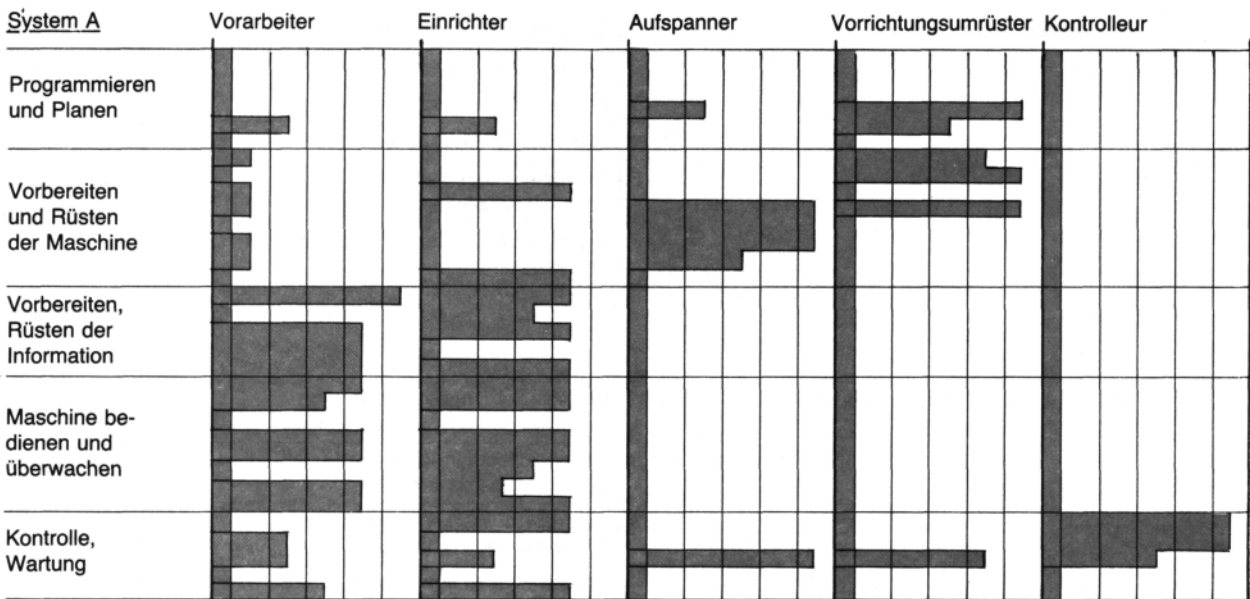 System A
Vorarbeiter
Einrichter
Aufspanner
Vorrichtungsumrüster
Kontrolleur
Programmieren
und Planen
Vorbereiten
und Rüsten
der Maschine
Vorbereiten,
Rüsten der
Information
Maschine be-
dienen und
überwachen
Kontrolle,
Wartung